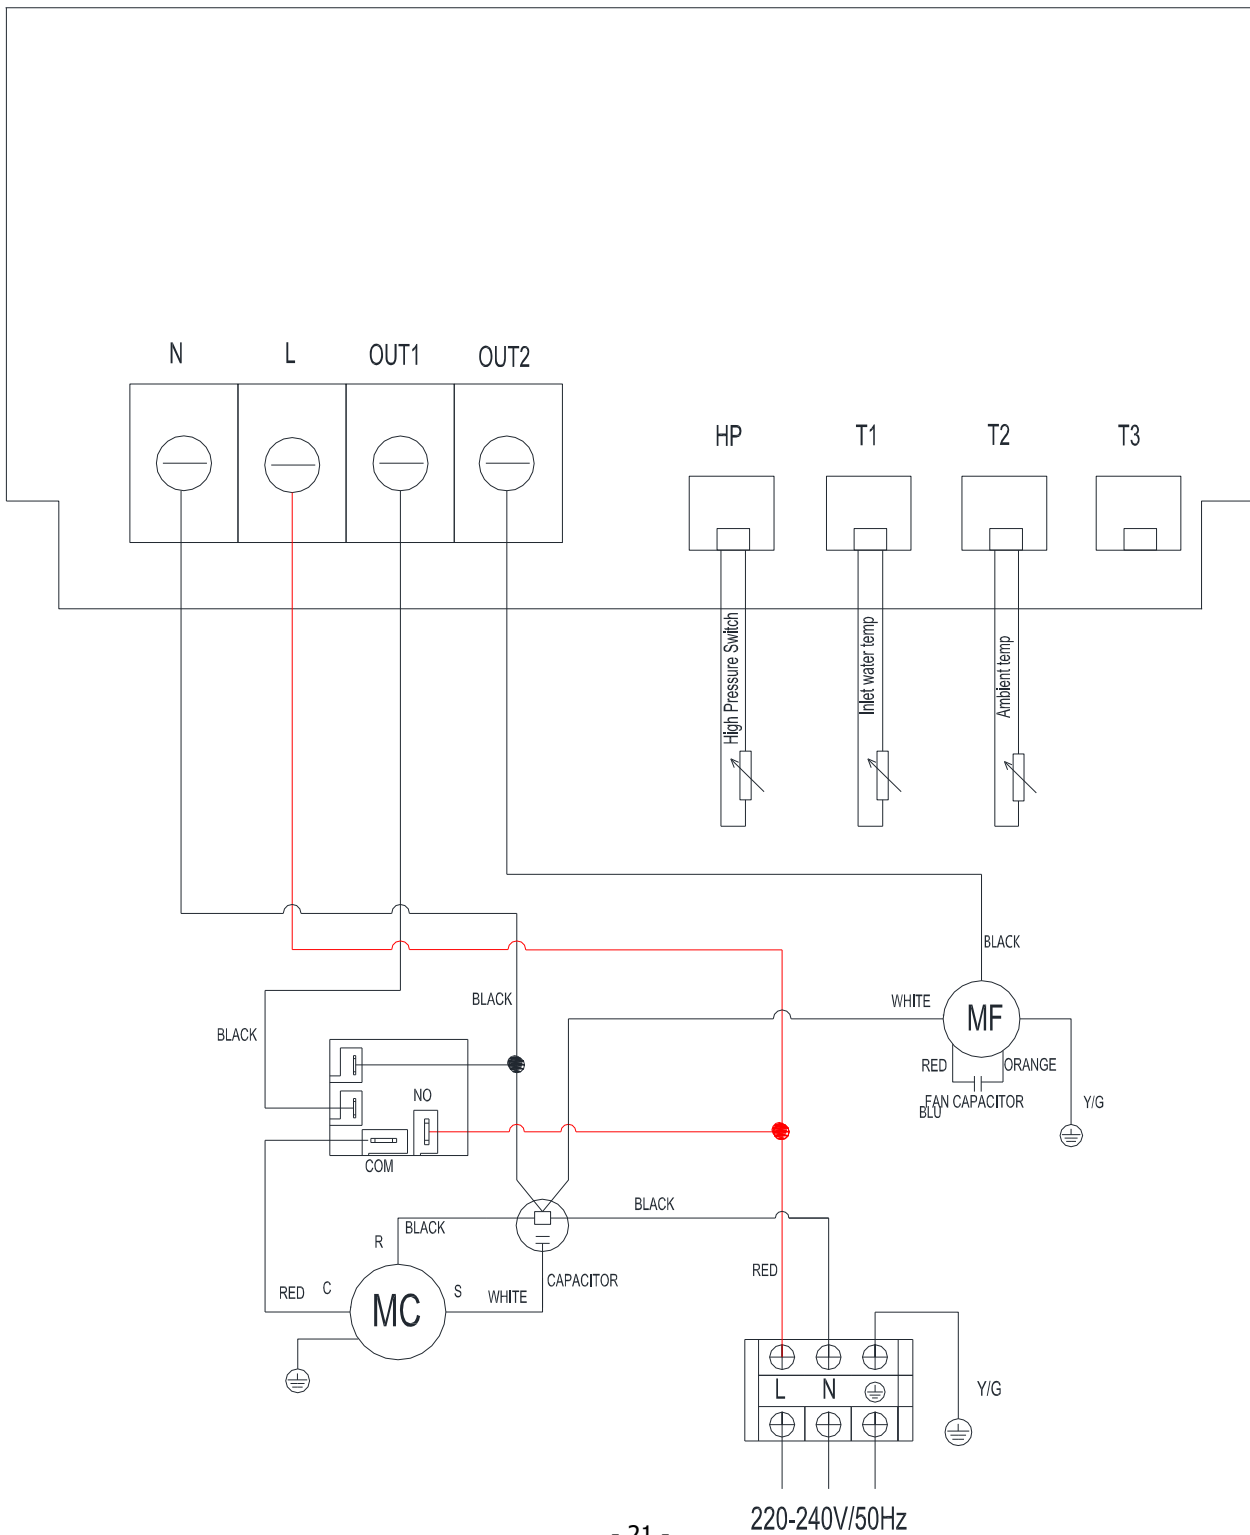 N L OUT1 OUT2
HP T1 T2 T3
High Pressure Switch
Inlet water temp
Ambient temp
BLACK
WHITE
MF
BLACK
BLACK
RED
ORANGE
FAN CAPACITOR
BLU
Y/G
NO
COM
BLACK
BLACK
R
CAPACITOR
RED
RED
C
MC
S
WHITE
L N
Y/G
220-240V/50Hz
- 21 -